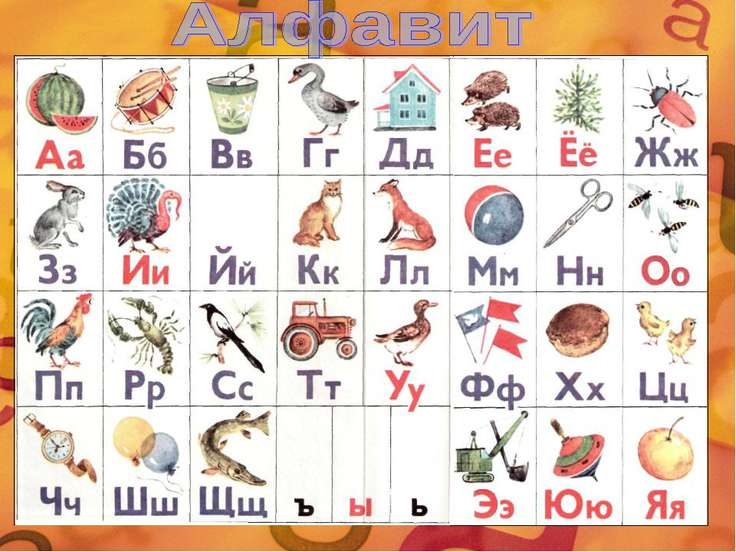 Алфавит
Аа Бб Вв Гг Дд Ее Ёё Жж
Зз Ии Йй Кк Лл Мм Нн Оо
Пп Рр Сс Тт Уу Фф Хх Цц
Чч Шш Щщ ъ ы ь Ээ Юю Яя